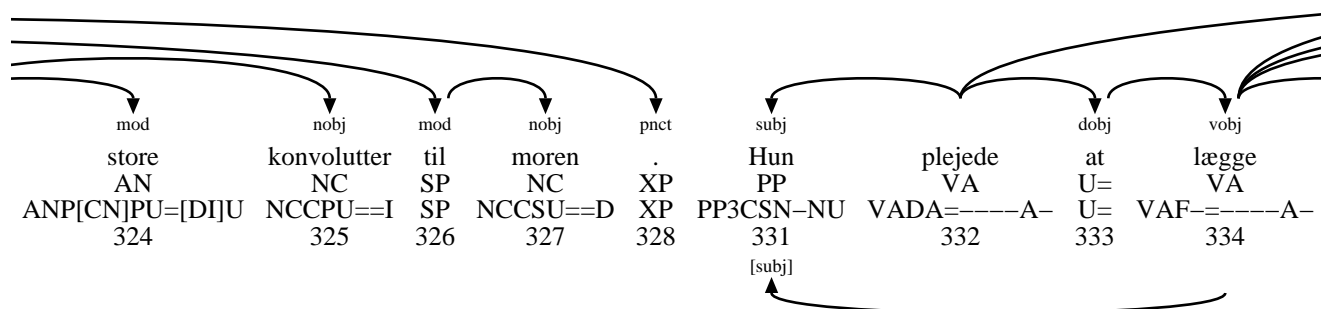 mod nobj mod nobj pnct subj dobj vobj
store konvolutter til moren . Hun plejede at lægge
AN NC SP NC XP PP VA U= VA
ANP[CN]PU=[DI]U NCCPU==I SP NCCSU==D XP PP3CSN–NU VADA=––––A– U= VAF–=––––A–
324 325 326 327 328 331 332 333 334
[subj]